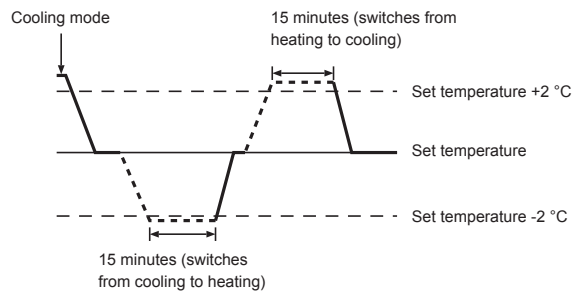 Cooling mode
15 minutes (switches from
heating to cooling)
Set temperature +2 °C
Set temperature
Set temperature -2 °C
15 minutes (switches
from cooling to heating)